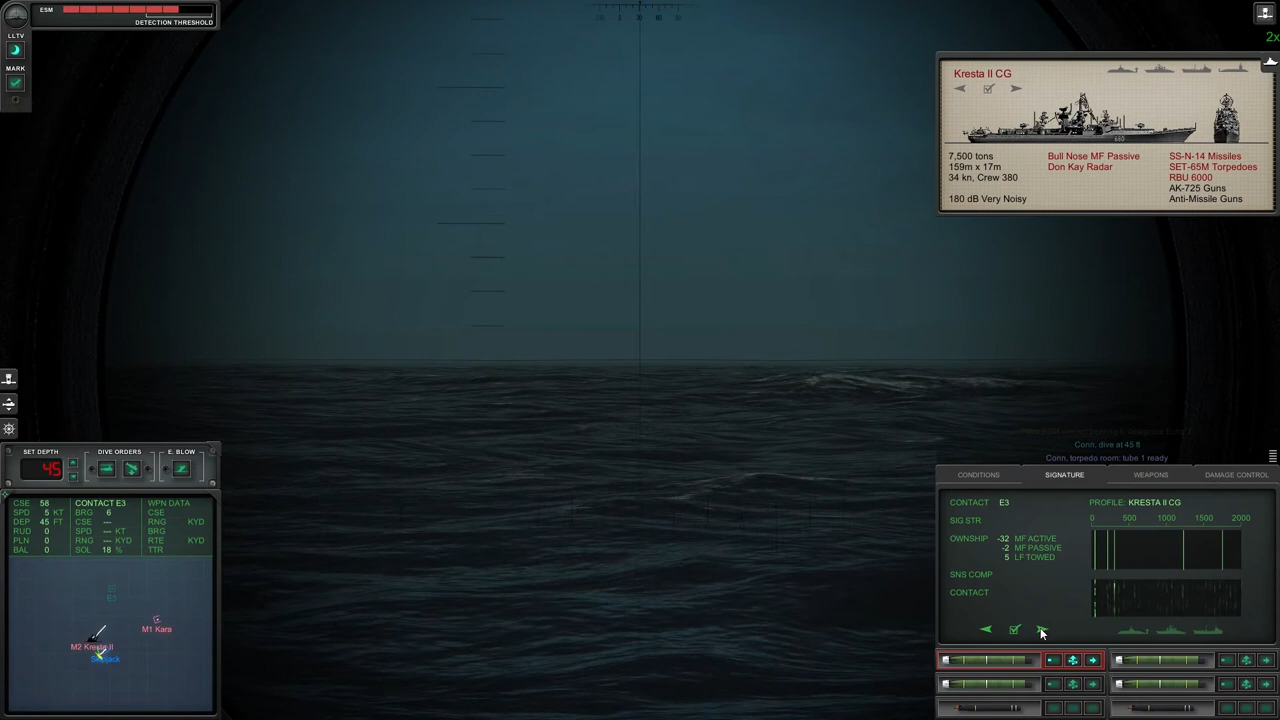 ESM
DETECTION THRESHOLD
LLTV
MARK
0 30 60
2x
Kresta II CG
7,500 tons
159m x 17m
34 kn, Crew 380
180 dB Very Noisy
Bull Nose MF Passive
Don Kay Radar
SS-N-14 Missiles
SET-65M Torpedoes
RBU 6000
AK-725 Guns
Anti-Missile Guns
SET DEPTH DIVE ORDERS E. BLOW
45
CSE 58 CONTACT E3 WPN DATA
SPD 5 KT BRG 6 CSE
DEP 45 FT CSE --- RNG KYD
RUD 0 SPD --- KT BRG
PLN 0 RNG --- KYD RTE KYD
BAL 0 SOL 18 % TTR
E3
M1 Kara
M2 Kresta II
Conn, dive at 45 ft
Conn, torpedo room: tube 1 ready
CONDITIONS SIGNATURE WEAPONS DAMAGE CONTROL
CONTACT E3 PROFILE: KRESTA II CG
SIG STR 0 500 1000 1500 2000
OWNSHIP -32 MF ACTIVE
-2 MF PASSIVE
5 LF TOWED
SNS COMP
CONTACT